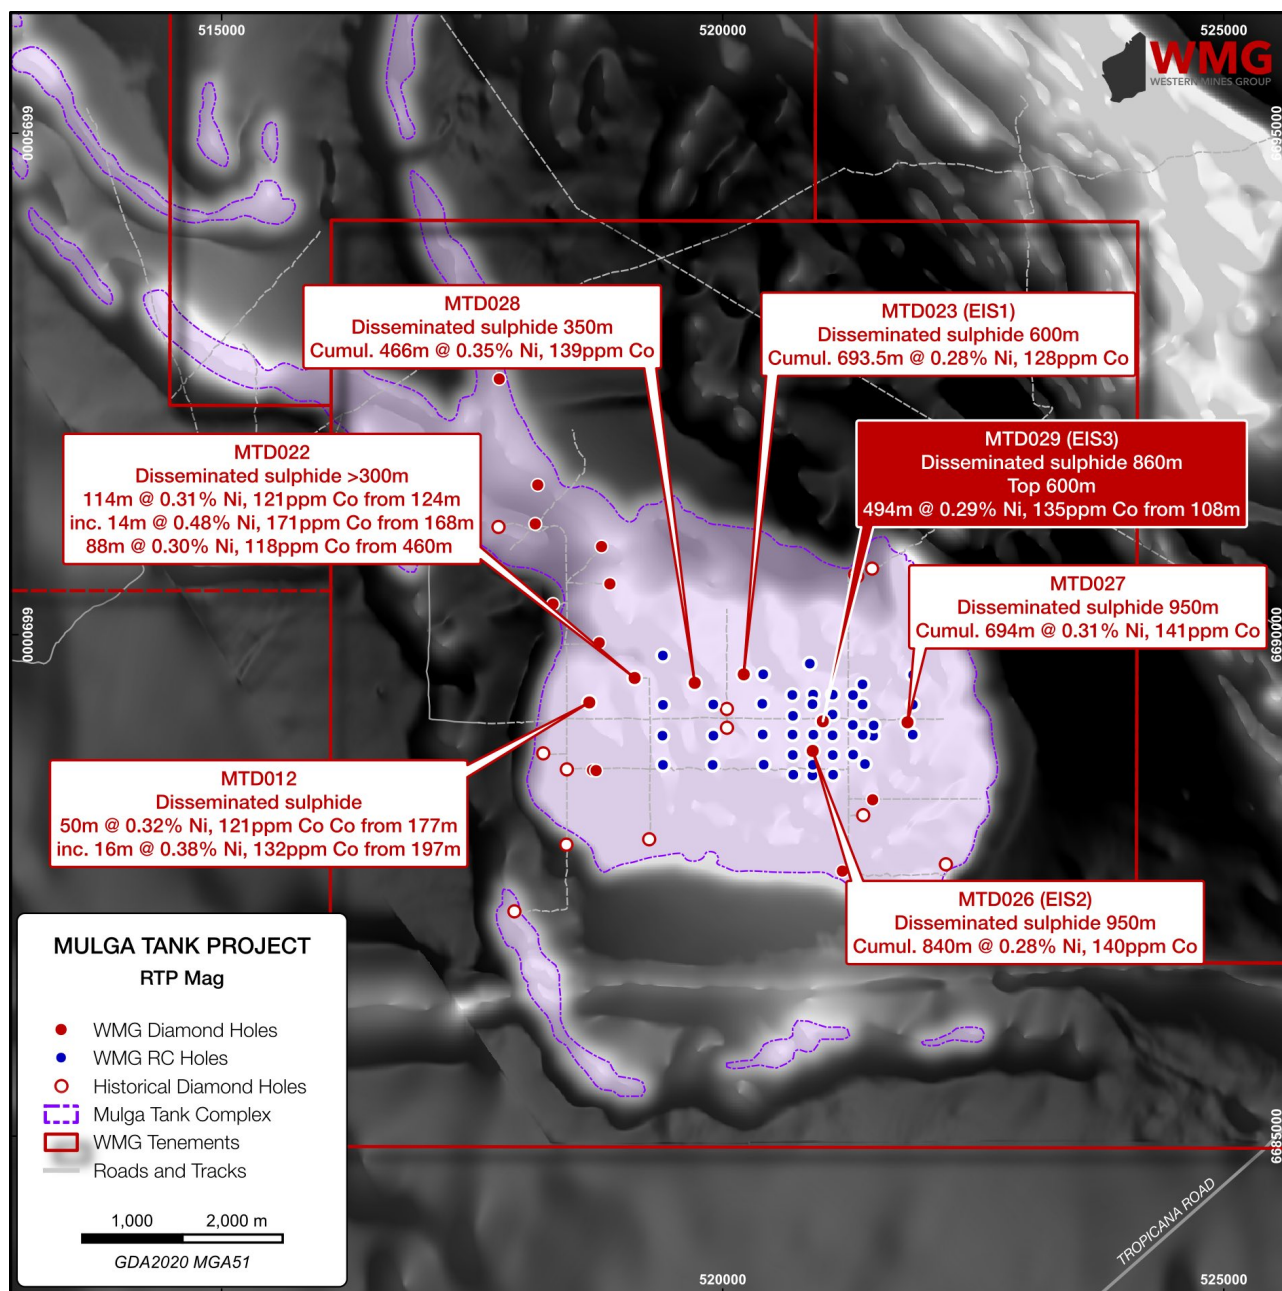 515000
520000
525000
WMG
WESTERN MINES GROUP
6695000
6695000
MTD028
Disseminated sulphide 350m
Cumul. 466m @ 0.35% Ni, 139ppm Co
MTD023 (EIS1)
Disseminated sulphide 600m
Cumul. 693.5m @ 0.28% Ni, 128ppm Co
MTD022
Disseminated sulphide >300m
114m @ 0.31% Ni, 121ppm Co from 124m
inc. 14m @ 0.48% Ni, 171ppm Co from 168m
88m @ 0.30% Ni, 118ppm Co from 460m
MTD029 (EIS3)
Disseminated sulphide 860m
Top 600m
494m @ 0.29% Ni, 135ppm Co from 108m
MTD027
Disseminated sulphide 950m
Cumul. 694m @ 0.31% Ni, 141ppm Co
6690000
6690000
MTD012
Disseminated sulphide
50m @ 0.32% Ni, 121ppm Co Co from 177m
inc. 16m @ 0.38% Ni, 132ppm Co from 197m
MTD026 (EIS2)
Disseminated sulphide 950m
Cumul. 840m @ 0.28% Ni, 140ppm Co
MULGA TANK PROJECT
RTP Mag
WMG Diamond Holes
WMG RC Holes
Historical Diamond Holes
Mulga Tank Complex
WMG Tenements
Roads and Tracks
1,000 2,000 m
GDA2020 MGA51
6685000
TROPICANA ROAD
520000
525000